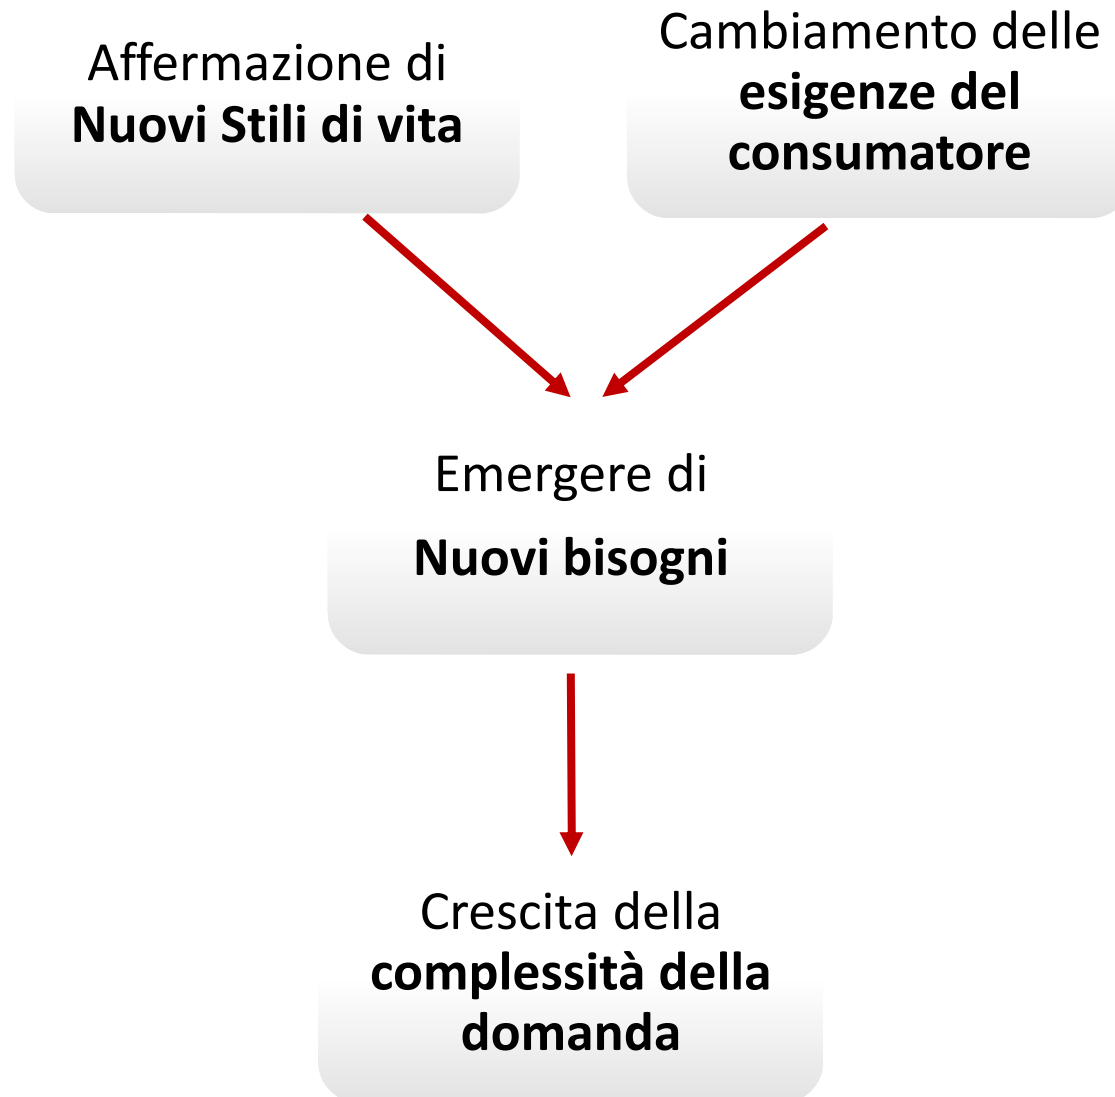 Affermazione di
Nuovi Stili di vita
Cambiamento delle
esigenze del
consumatore
Emergere di
Nuovi bisogni
Crescita della
complessità della
domanda